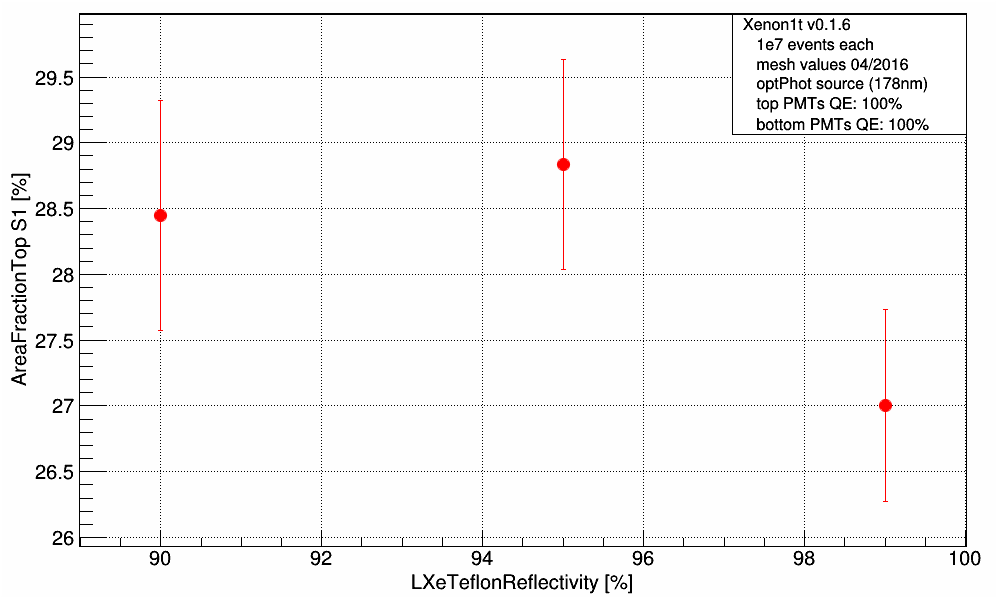 Xenon1t v0.1.6
1e7 events each
mesh values 04/2016
optPhot source (178nm)
top PMTs QE: 100%
bottom PMTs QE: 100%
AreaFractionTop S1 [%]
29.5
29
28.5
28
27.5
27
26.5
26
90 92 94 96 98 100
LXeTeflonReflectivity [%]